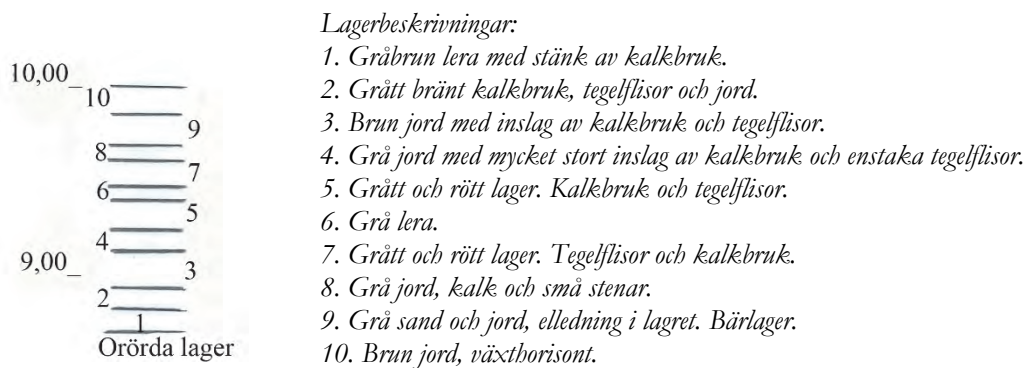 Lagerbeskrivningar:
1. Gråbrun lera med stänk av kalkbruk.
2. Grått bränt kalkbruk, tegelflisor och jord.
3. Brun jord med inslag av kalkbruk och tegelflisor.
4. Grå jord med mycket stort inslag av kalkbruk och enstaka tegelflisor.
5. Grått och rött lager. Kalkbruk och tegelflisor.
6. Grå lera.
7. Grått och rött lager. Tegelflisor och kalkbruk.
8. Grå jord, kalk och små stenar.
9. Grå sand och jord, elledning i lagret. Bärlager.
10. Brun jord, växthorisont.
10,00_
10
9
8
7
6
5
4
9,00_
3
2
1
Orörda lager